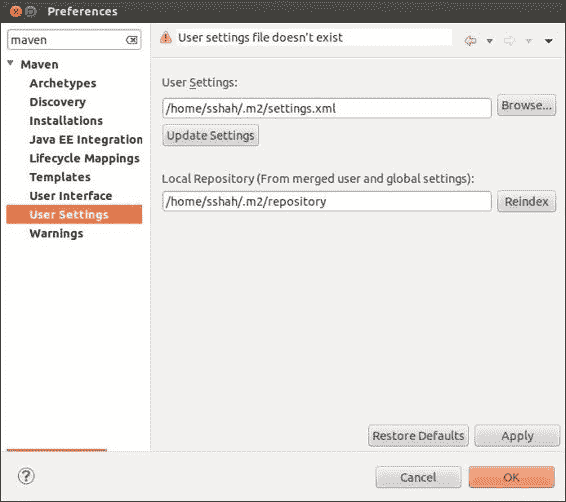 Preferences
maven
User settings file doesn't exist
Maven
Archetypes
Discovery
Installations
Java EE Integration
Lifecycle Mappings
Templates
User Interface
User Settings
Warnings
User Settings:
/home/sshah/.m2/settings.xml
Browse...
Update Settings
Local Repository (From merged user and global settings):
/home/sshah/.m2/repository
Reindex
Restore Defaults
Apply
?
Cancel
OK